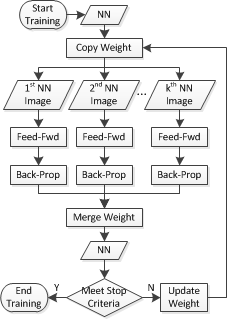 Start
Training
NN
Copy Weight
1st NN
Image
2nd NN
Image
...
kth NN
Image
Feed-Fwd
Feed-Fwd
Feed-Fwd
Back-Prop
Back-Prop
Back-Prop
Merge Weight
NN
End
Training
Y
Meet Stop
Criteria
N
Update
Weight